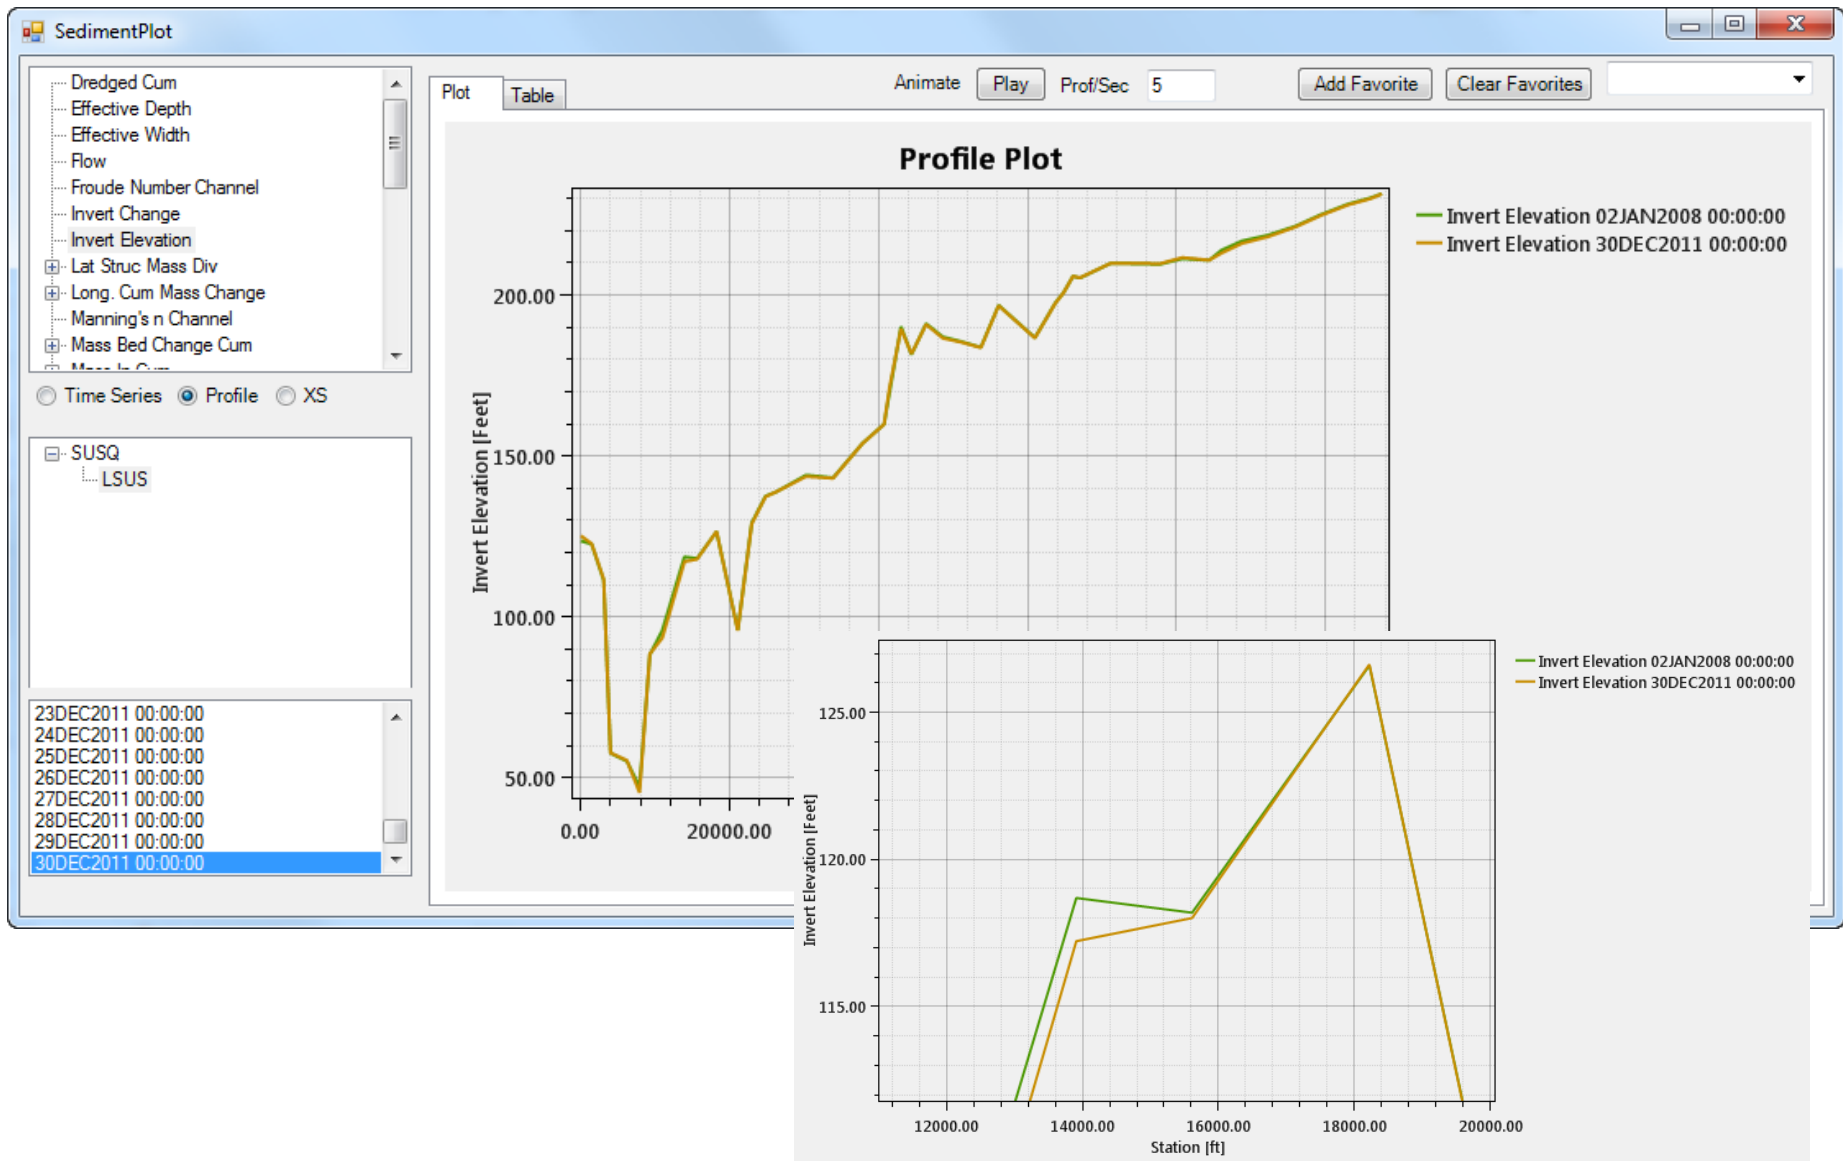 SedimentPlot
Dredged Cum
Effective Depth
Effective Width
Flow
Froude Number Channel
Invert Change
Invert Elevation
Lat Struc Mass Div
Long. Cum Mass Change
Manning's n Channel
Mass Bed Change Cum
Time Series Profile XS
SUSQ
LSUS
23DEC2011 00:00:00
24DEC2011 00:00:00
25DEC2011 00:00:00
26DEC2011 00:00:00
27DEC2011 00:00:00
28DEC2011 00:00:00
29DEC2011 00:00:00
30DEC2011 00:00:00
Plot Table
Animate Play Prof/Sec 5 Add Favorite Clear Favorites
Profile Plot
Invert Elevation 02JAN2008 00:00:00
Invert Elevation 30DEC2011 00:00:00
Invert Elevation [Feet]
200.00
150.00
100.00
50.00
0.00 20000.00
Invert Elevation 02JAN2008 00:00:00
Invert Elevation 30DEC2011 00:00:00
Invert Elevation [Feet]
125.00
120.00
115.00
12000.00 14000.00 16000.00 18000.00 20000.00
Station [ft]